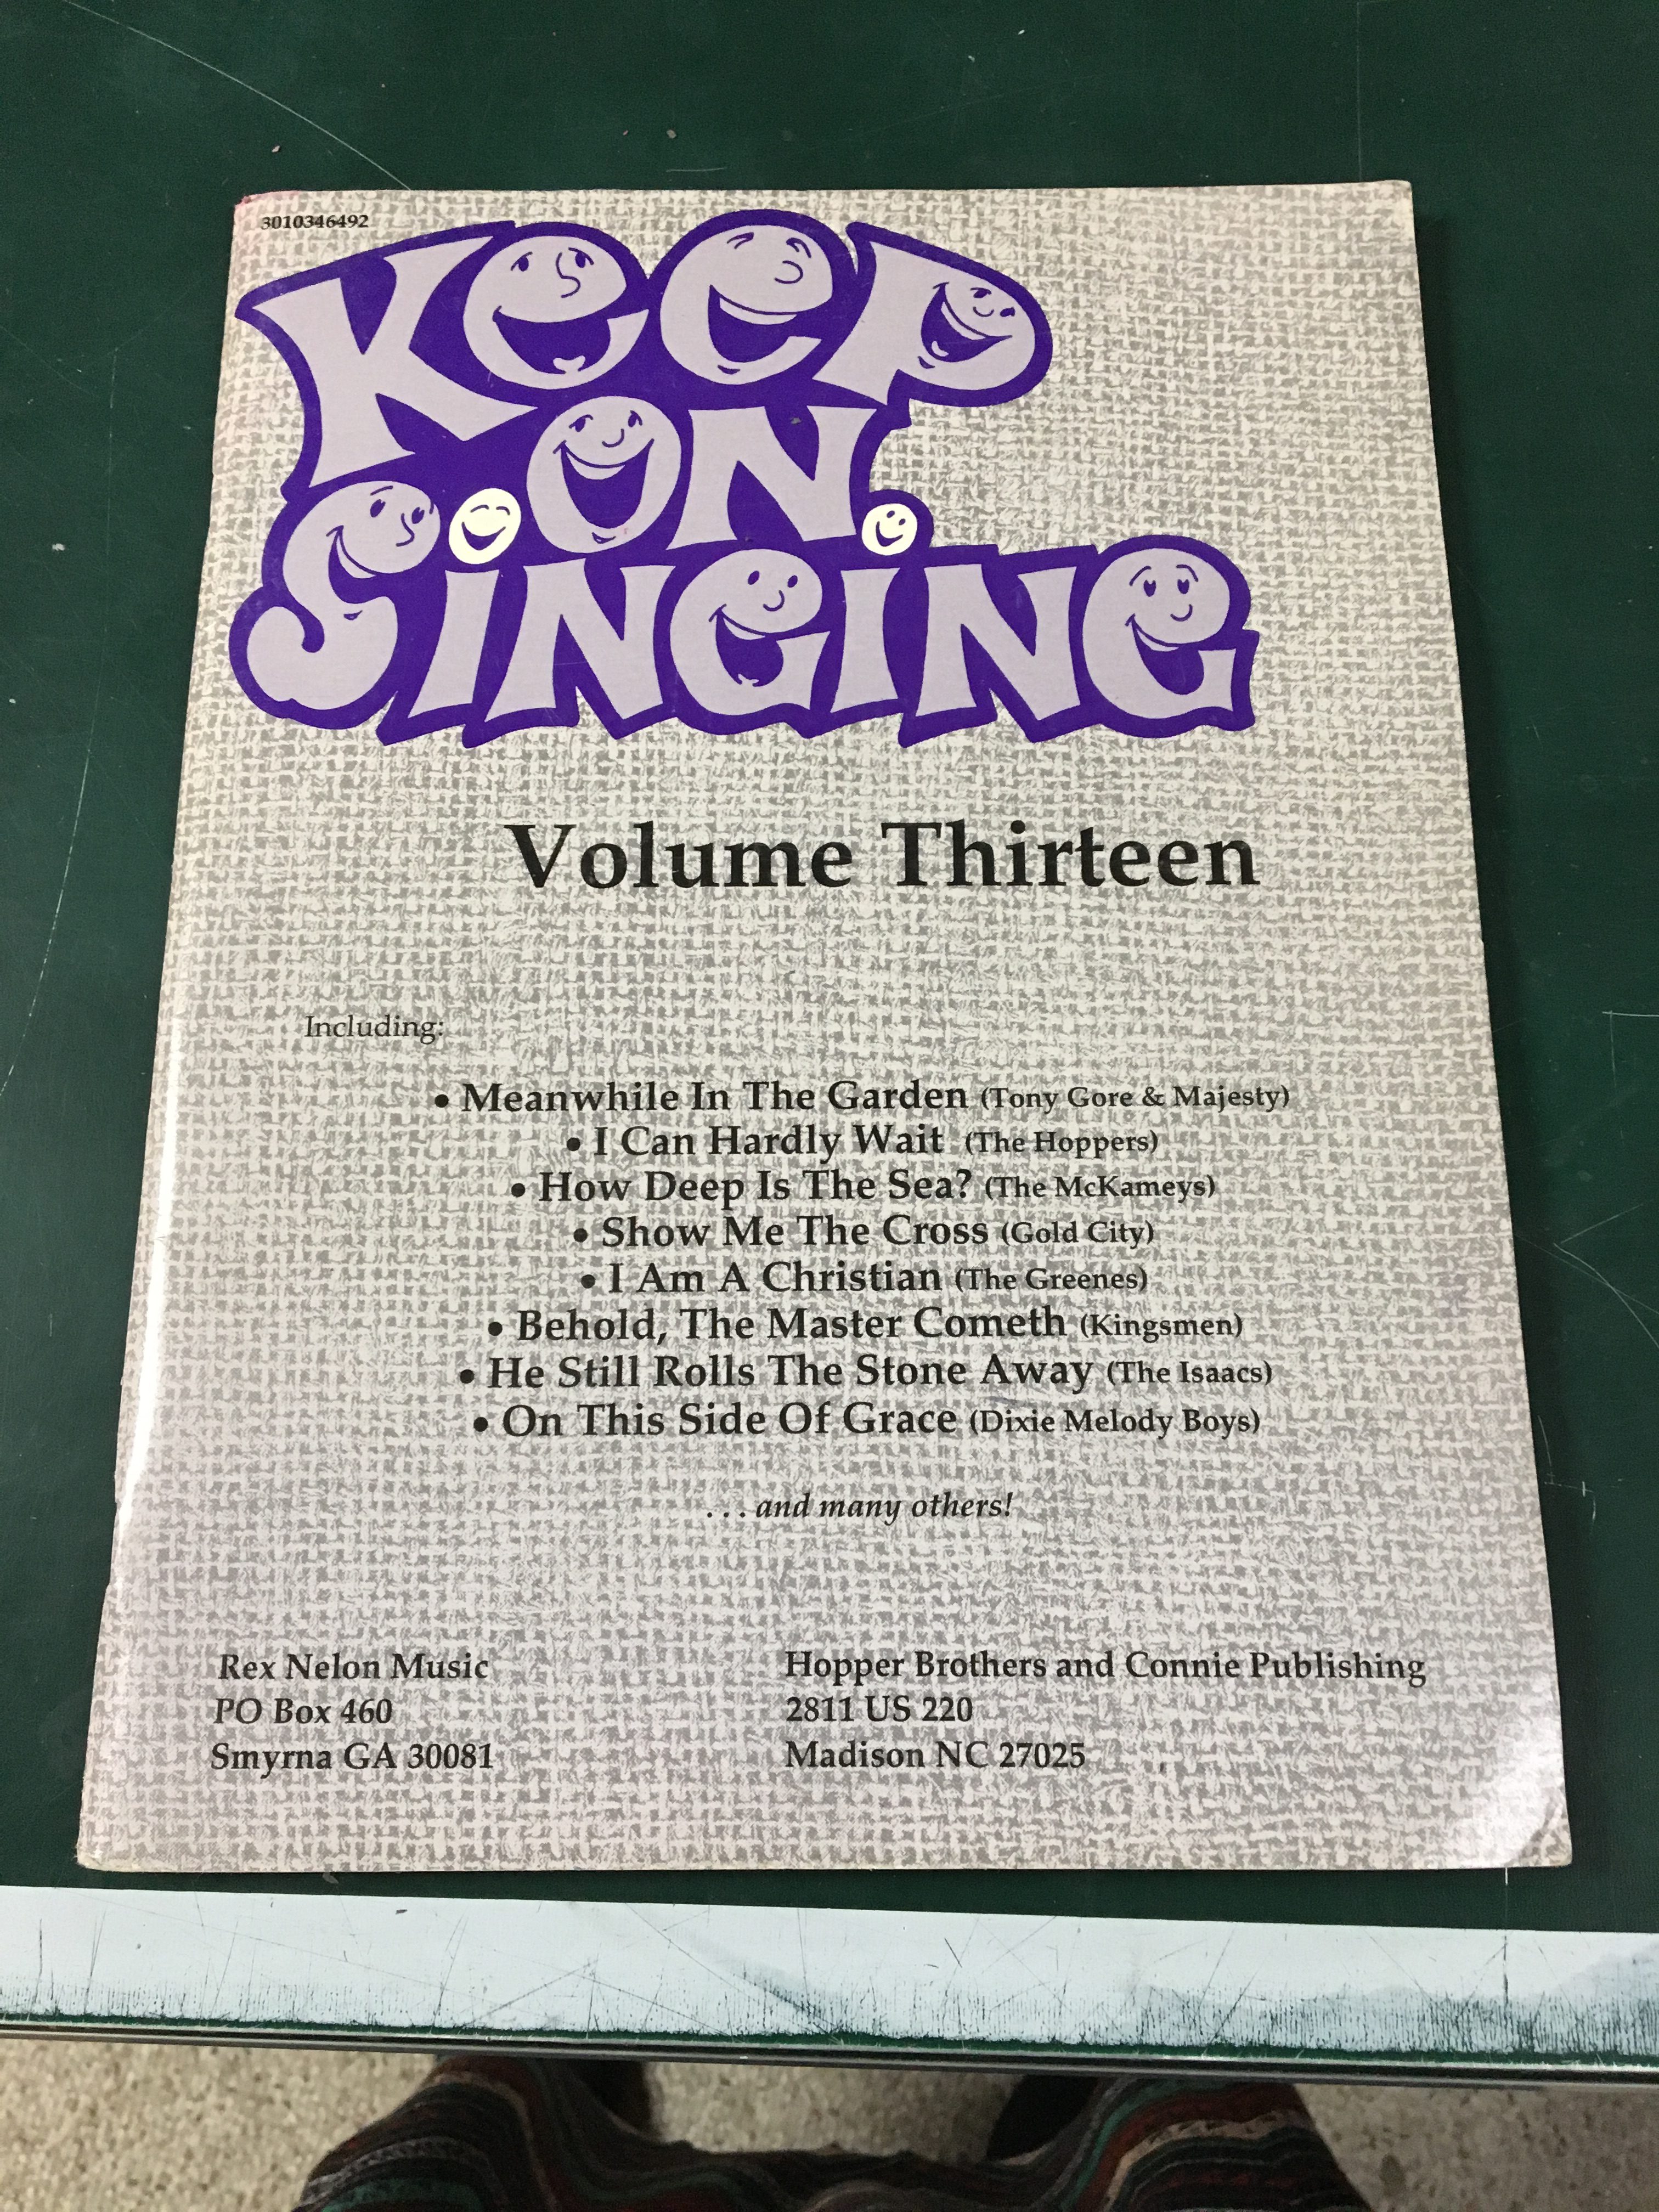 3010346492
Keep
ON
SiNGiNG
Volume Thirteen
Including:
• Meanwhile In The Garden (Tony Gore & Majesty)
• I Can Hardly Wait (The Hoppers)
• How Deep Is The Sea? (The McKameys)
• Show Me The Cross (Gold City)
• I Am A Christian (The Greenes)
• Behold, The Master Cometh (Kingsmen)
• He Still Rolls The Stone Away (The Isaacs)
• On This Side Of Grace (Dixie Melody Boys)
. . . and many others!
Rex Nelon Music
PO Box 460
Smyrna GA 30081
Hopper Brothers and Connie Publishing
2811 US 220
Madison NC 27025